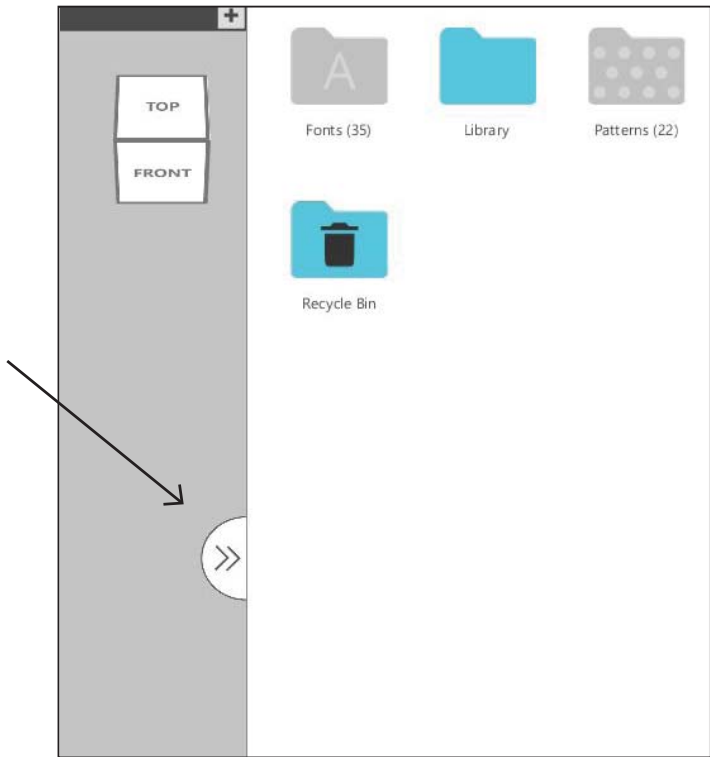 TOP
FRONT
A
Fonts (35)
Library
Patterns (22)
Recycle Bin